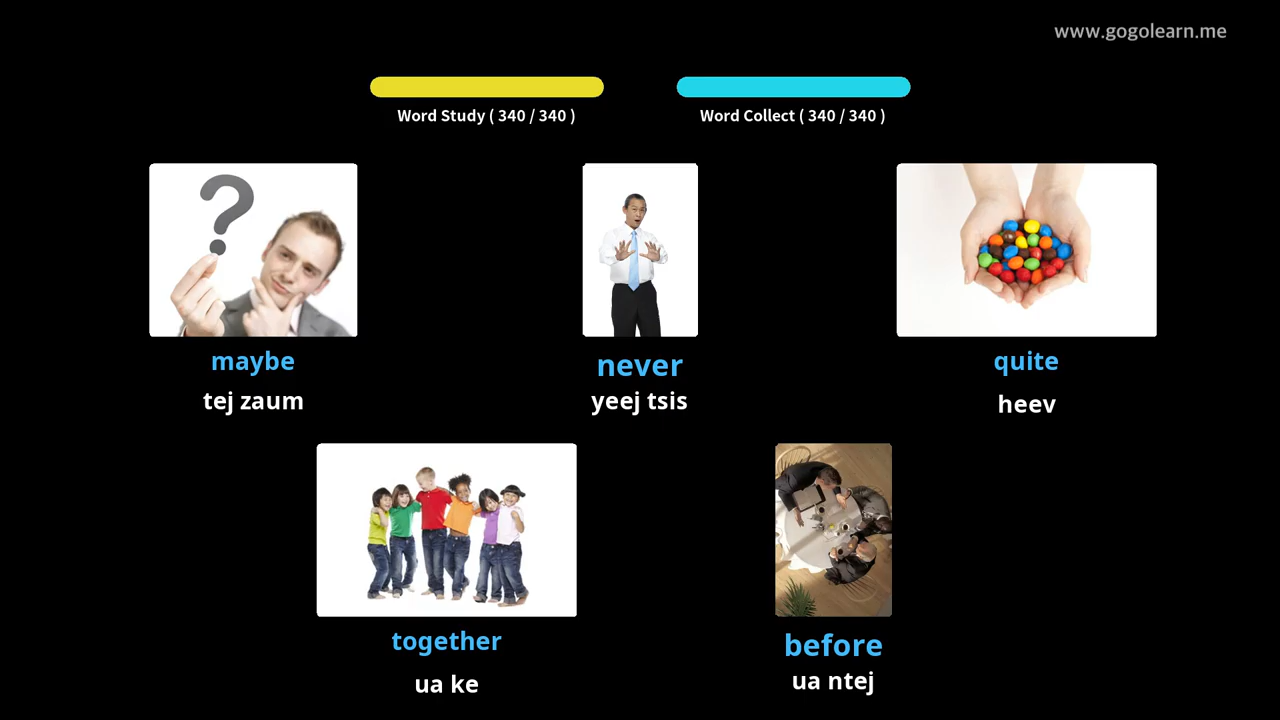 www.gogolearn.me
Word Study ( 340 / 340 )
Word Collect ( 340 / 340 )
maybe
tej zaum
never
yeej tsis
quite
heev
together
ua ke
before
ua ntej